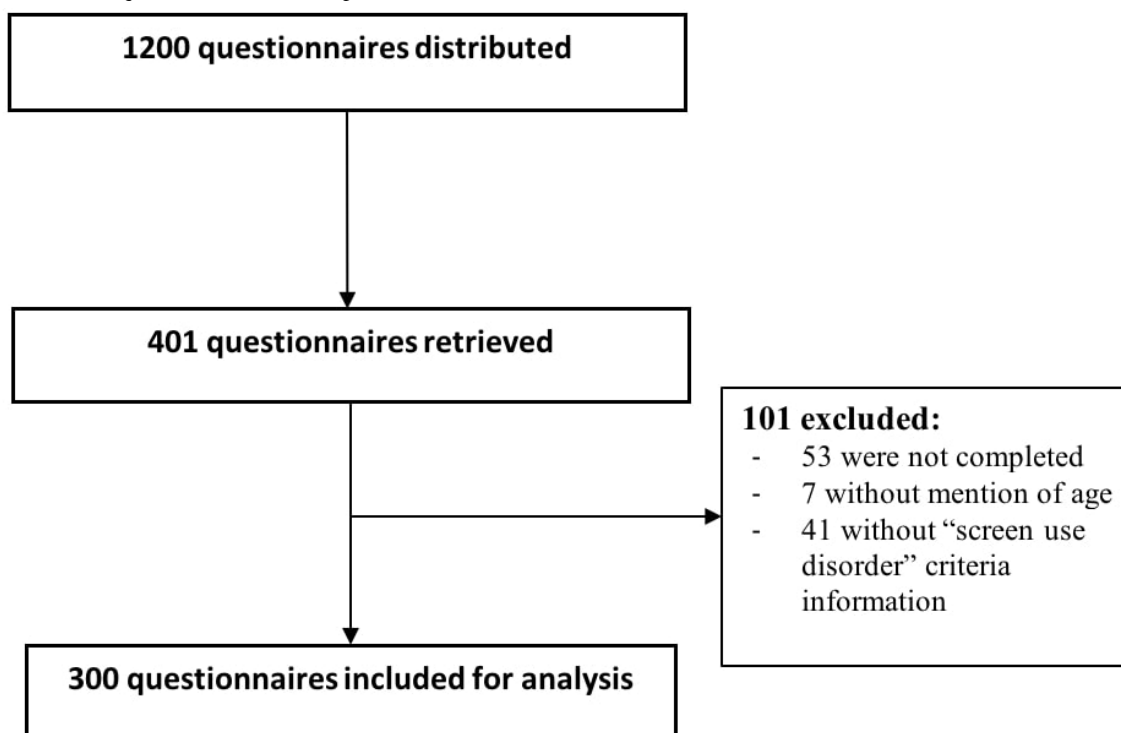 1200 questionnaires distributed
401 questionnaires retrieved
101 excluded:
- 53 were not completed
- 7 without mention of age
- 41 without “screen use
disorder” criteria
information
300 questionnaires included for analysis